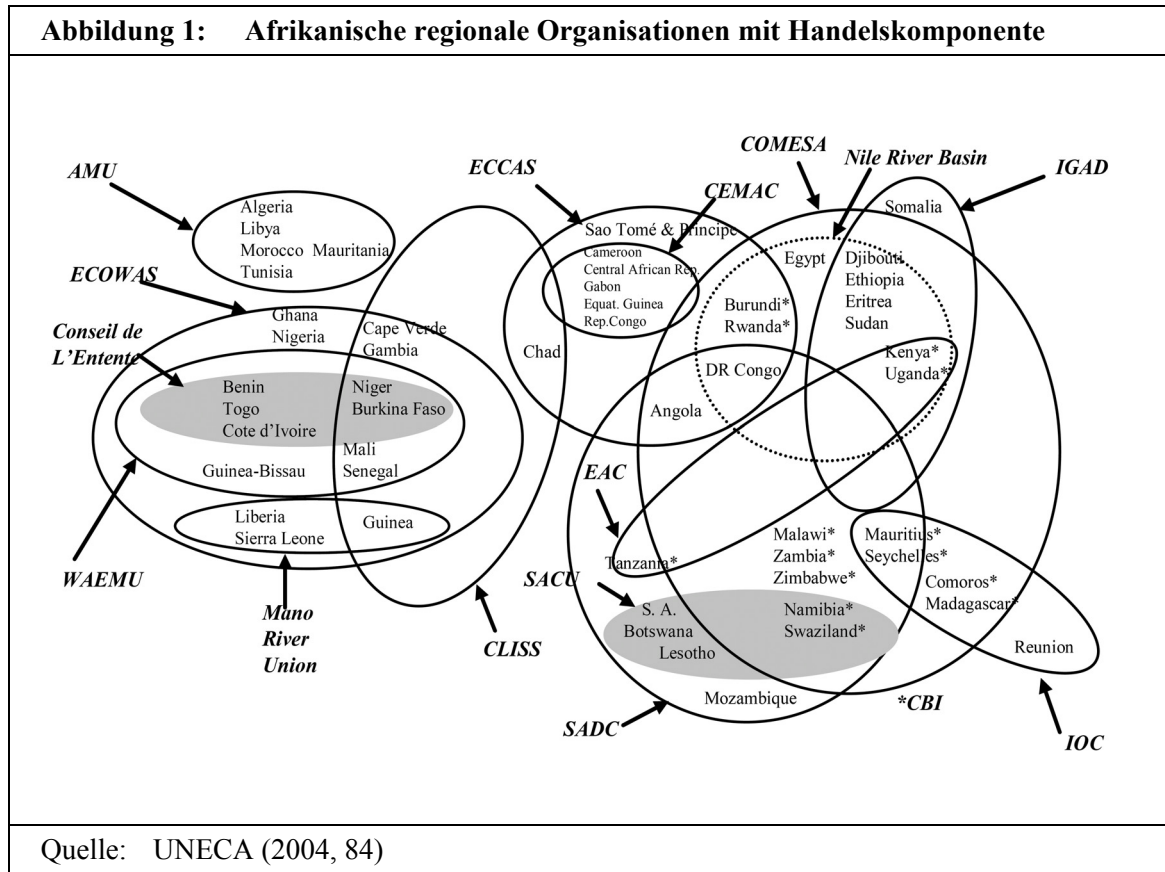 Abbildung 1: Afrikanische regionale Organisationen mit Handelskomponente
AMU
Algeria
Libya
Morocco Mauritania
Tunisia
ECOWAS
Ghana
Nigeria
Cape Verde
Gambia
Conseil de
L'Entente
Benin
Togo
Cote d'Ivoire
Niger
Burkina Faso
Mali
Senegal
Guinea-Bissau
Liberia
Sierra Leone
Guinea
WAEMU
Mano
River
Union
CLISS
ECCAS
CEMAC
Sao Tomé & Principe
Cameroon
Central African Rep.
Gabon
Equat. Guinea
Rep.Congo
Chad
COMESA
Nile River Basin
IGAD
Somalia
Egypt
Djibouti
Ethiopia
Eritrea
Sudan
Burundi*
Rwanda*
Kenya*
Uganda*
DR Congo
Angola
EAC
Tanzania*
Malawi*
Zambia*
Zimbabwe*
Mauritius*
Seychelles*
Comoros*
Madagascar*
Reunion
SACU
S. A.
Botswana
Lesotho
Namibia*
Swaziland*
Mozambique
SADC
*CBI
IOC
Quelle: UNECA (2004, 84)